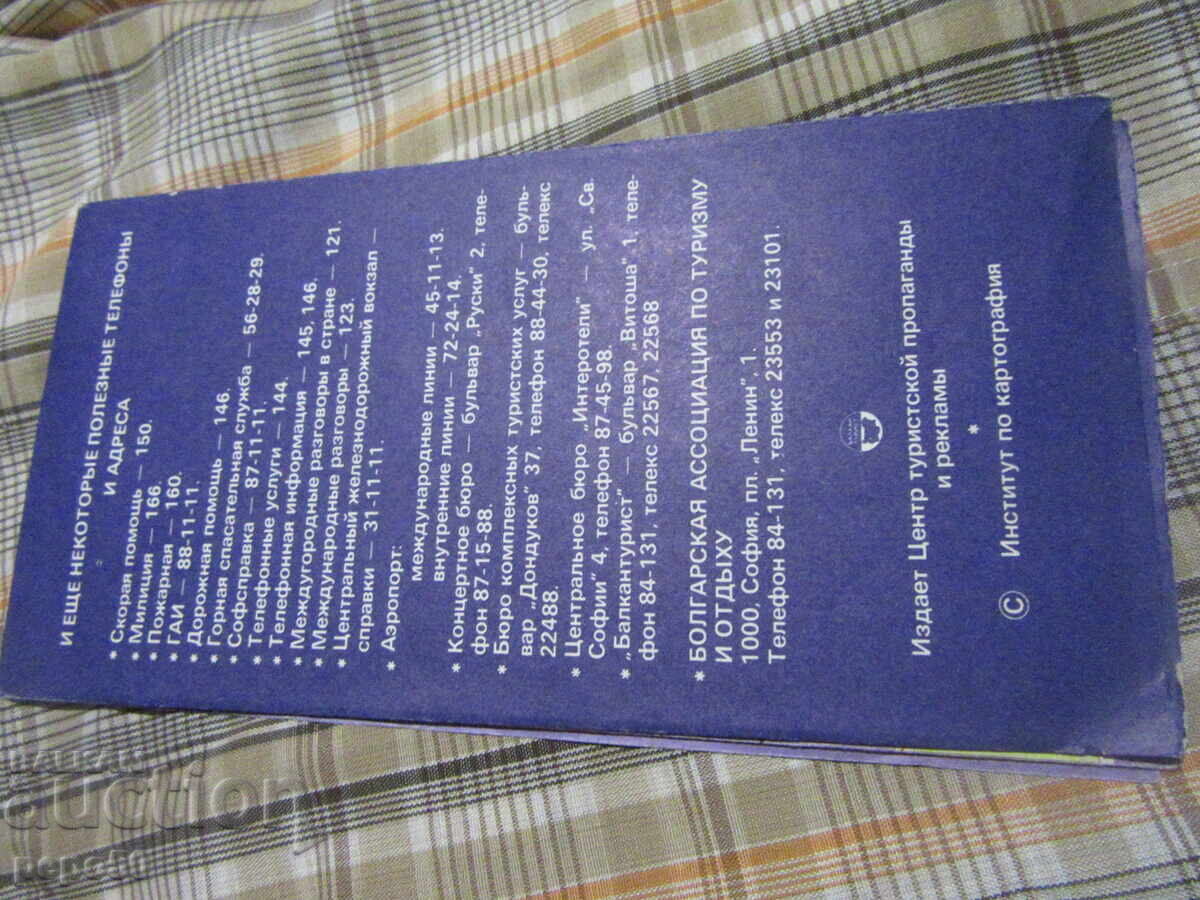 И ЕЩЕ НЕКОТОРЫЕ ПОЛЕЗНЫЕ ТЕЛЕФОНЫ
И АДРЕСА
* Скорая помощь — 150.
* Милиция — 166.
* Пожарная — 160.
* ГАИ — 88-11-11.
* Дорожная помощь — 146.
* Горная спасательная служба — 56-28-29.
* Софсправка — 87-11-11.
* Телефонные услуги — 144.
* Телефонная информация — 145, 146.
* Междугородные разговоры в стране — 121.
* Международные разговоры — 123.
* Центральный железнодорожный вокзал —
справки — 31-11-11.
* Аэропорт:
международные линии — 45-11-13.
внутренние линии — 72-24-14.
* Концертное бюро — бульвар „Руски" 2, теле-
фон 87-15-88.
* Бюро комплексных туристских услуг — буль-
вар „Дондуков" 37, телефон 88-44-30, телекс
22488.
* Центральное бюро „Интеротели" — ул. „Св.
Софии" 4, телефон 87-45-98.
* „Балкантурист" — бульвар „Витоша" 1, теле-
фон 84-131, телекс 22567, 22568
* БОЛГАРСКАЯ АССОЦИАЦИЯ ПО ТУРИЗМУ
И ОТДЫХУ
1000, София, пл. „Ленин", 1.
Телефон 84-131, телекс 23553 и 23101.
Издает Центр туристской пропаганды
и рекламы
*
© Институт по картография
БАЛКАН
auction